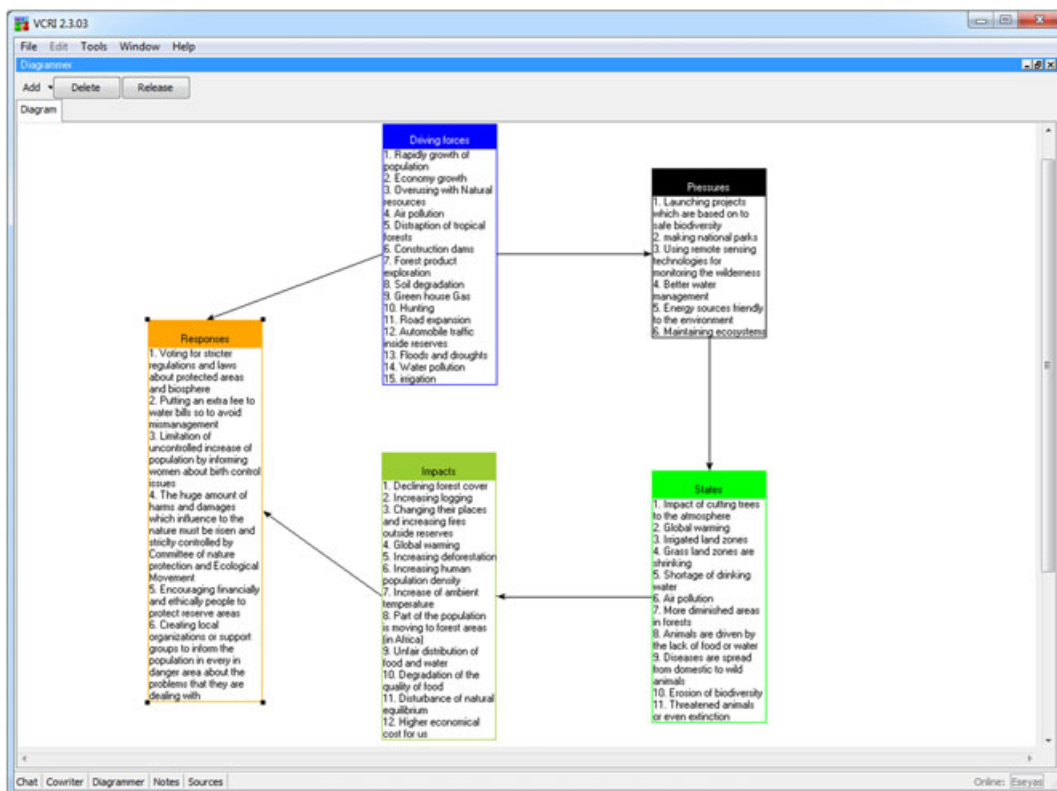 VCRI 2.3.03
File Edit Tools Window Help
Diagrammer
Add Delete Release
Diagram
Driving forces
1. Rapidly growth of
population
2. Economy growth
3. Overusing with Natural
resources
4. Air pollution
5. Distraption of tropical
forests
6. Construction dams
7. Forest product
exploration
8. Soil degradation
9. Green house Gas
10. Hunting
11. Road expansion
12. Automobile traffic
inside reserves
13. Floods and droughts
14. Water pollution
15. irrigation
Pressures
1. Launching projects
which are based on to
safe biodiversity
2. making national parks
3. Using remote sensing
technologies for
monitoring the wilderness
4. Better water
management
5. Energy sources friendly
to the environment
6. Maintaining ecosystems
Responses
1. Voting for stricter
regulations and laws
about protected areas
and biosphere
2. Putting an extra fee to
water bills so to avoid
mismanagement
3. Limitation of
uncontrolled increase of
population by informing
women about birth control
issues
4. The huge amount of
harms and damages
which influence to the
nature must be risen and
striclly controlled by
Committee of nature
protection and Ecological
Movement
5. Encouraging financially
and ethically people to
protect reserve areas
6. Creating local
organizations or support
groups to inform the
population in every in
danger area about the
problems that they are
dealing with
Impacts
1. Declining forest cover
2. Increasing logging
3. Changing their places
and increasing fires
outside reserves
4. Global warming
5. Increasing deforestation
6. Increasing human
population density
7. Increase of ambient
temperature
8. Part of the population
is moving to forest areas
(in Africa)
9. Unfair distribution of
food and water
10. Degradation of the
quality of food
11. Disturbance of natural
equilibrium
12. Higher economical
cost for us
States
1. Impact of cutting trees
to the atmosphere
2. Global warming
3. Irrigated land zones
4. Grass land zones are
shrinking
5. Shortage of drinking
water
6. Air pollution
7. More diminished areas
in forests
8. Animals are driven by
the lack of food or water
9. Diseases are spread
from domestic to wild
animals
10. Erosion of biodiversity
11. Threatened animals
or even extinction
Chat Cowriter Diagrammer Notes Sources Online: Eseyas